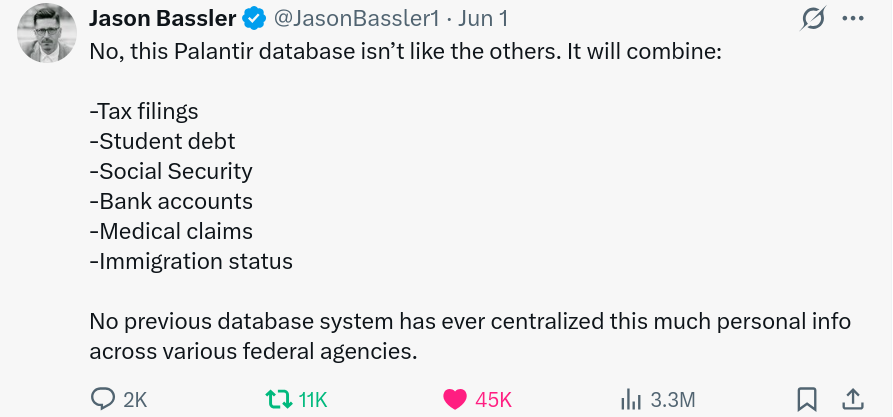 Jason Bassler @JasonBassler1 · Jun 1
No, this Palantir database isn’t like the others. It will combine:
-Tax filings
-Student debt
-Social Security
-Bank accounts
-Medical claims
-Immigration status
No previous database system has ever centralized this much personal info
across various federal agencies.
2K 11K 45K 3.3M